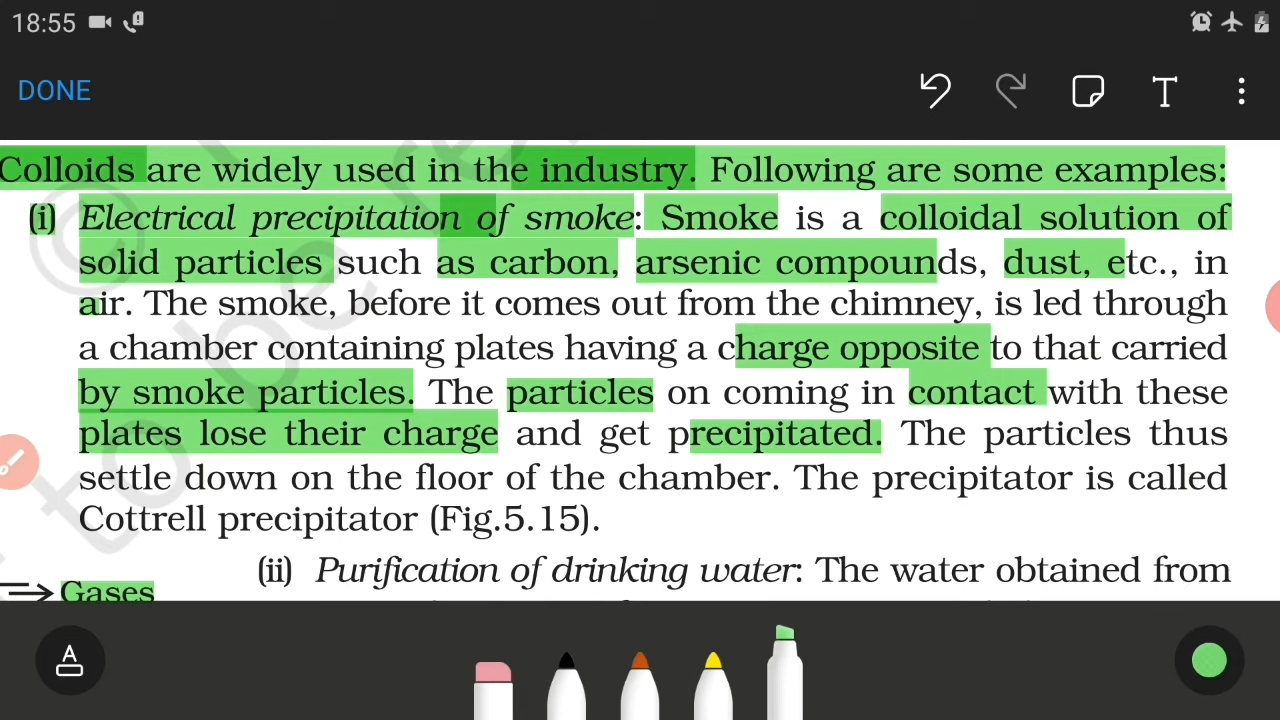 18:55
DONE
T
Colloids are widely used in the industry. Following are some examples:
(i) Electrical precipitation of smoke: Smoke is a colloidal solution of
solid particles such as carbon, arsenic compounds, dust, etc., in
air. The smoke, before it comes out from the chimney, is led through
a chamber containing plates having a charge opposite to that carried
by smoke particles. The particles on coming in contact with these
plates lose their charge and get precipitated. The particles thus
settle down on the floor of the chamber. The precipitator is called
Cottrell precipitator (Fig.5.15).
(ii) Purification of drinking water: The water obtained from
Gases
A